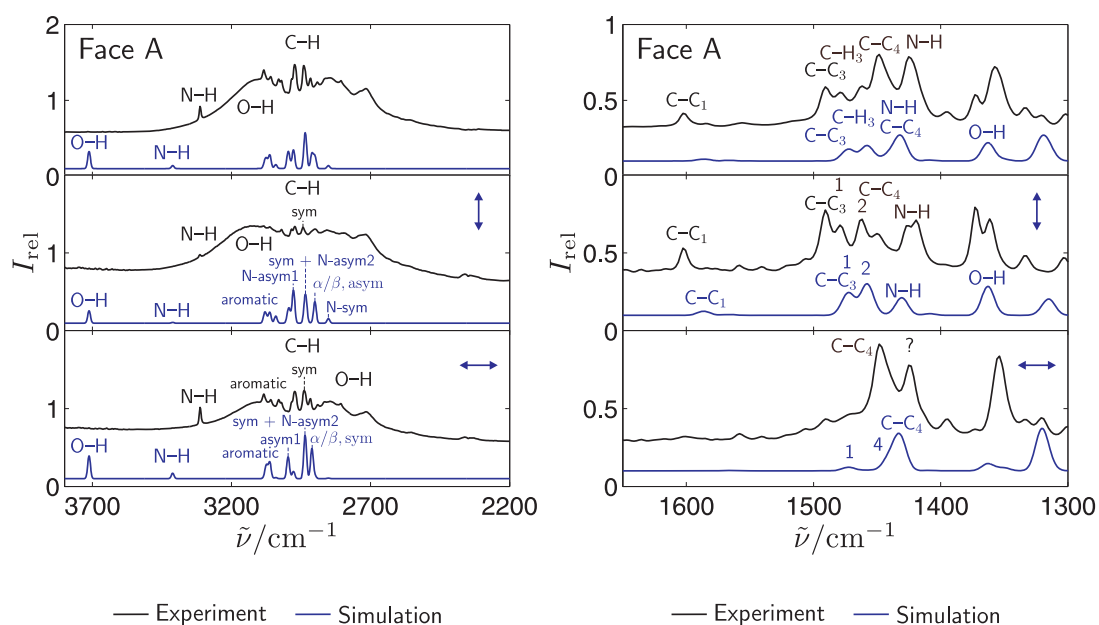 Face A
C–H
N–H
O–H
O–H
N–H
2
1
0
C–H
sym
N–H
O–H
sym + N-asym2
N-asym1
α/β, asym
aromatic
N-sym
O–H
N–H
1
0
I_rel
C–H
sym
O–H
aromatic
N–H
sym + N-asym2
asym1
α/β, sym
aromatic
O–H
N–H
1
0
3700 3200 2700 2200
ν̃/cm⁻¹
Face A
C–C₄
N–H
C–H₃
C–C₃
C–C₁
N–H
C–H₃
C–C₄
C–C₃
O–H
1
0.5
0
1
C–C₄
C–C₃
2
N–H
C–C₁
1
2
C–C₃
N–H
O–H
C–C₁
0.5
0
I_rel
C–C₄
?
C–C₄
1
4
0.5
0
1600 1500 1400 1300
ν̃/cm⁻¹
Experiment Simulation
Experiment Simulation